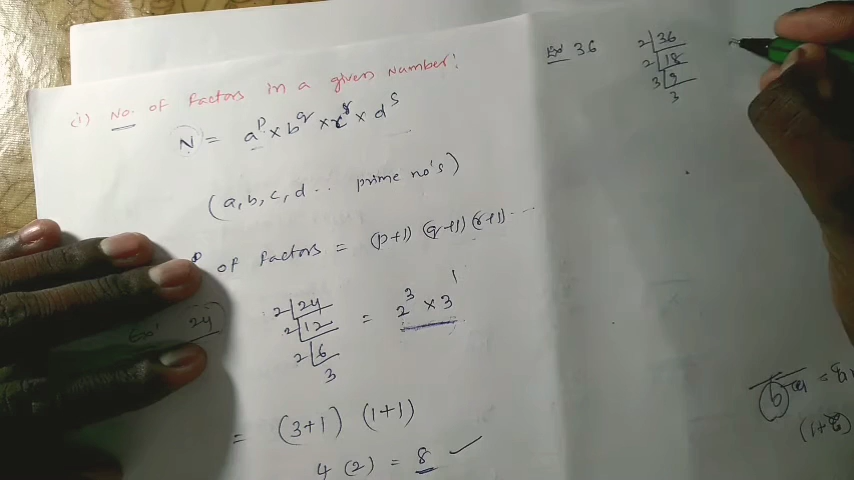 (i) No. of factors in a given Number!
N = a^p × b^q × c^r × d^s
(a, b, c, d .. prime no's)
of factors = (p+1) (q+1) (r+1) ...
24
2 | 24
2 | 12
2 | 6
3
= 2^3 × 3^1
= (3+1) (1+1)
4 (2) = 8 ✓
36
2 | 36
2 | 18
3 | 9
3